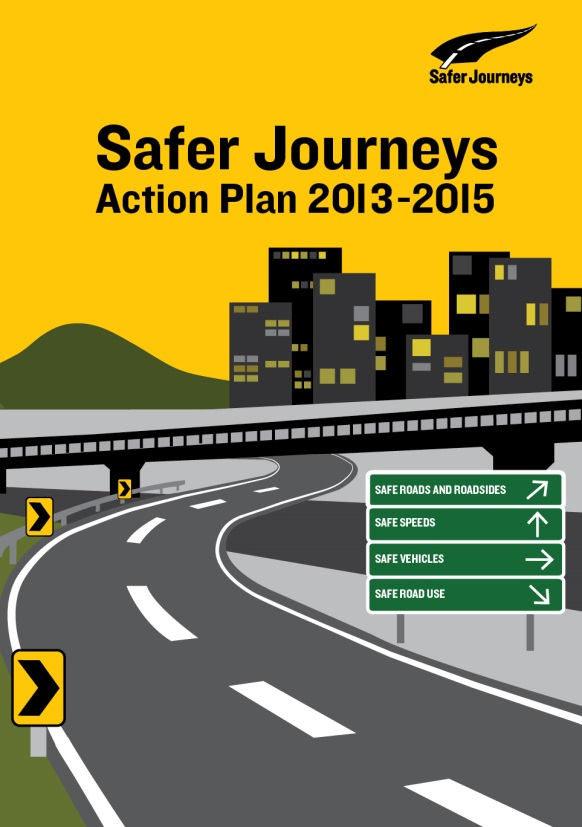 Safer Journeys
Safer Journeys
Action Plan 2013-2015
SAFE ROADS AND ROADSIDES
SAFE SPEEDS
SAFE VEHICLES
SAFE ROAD USE